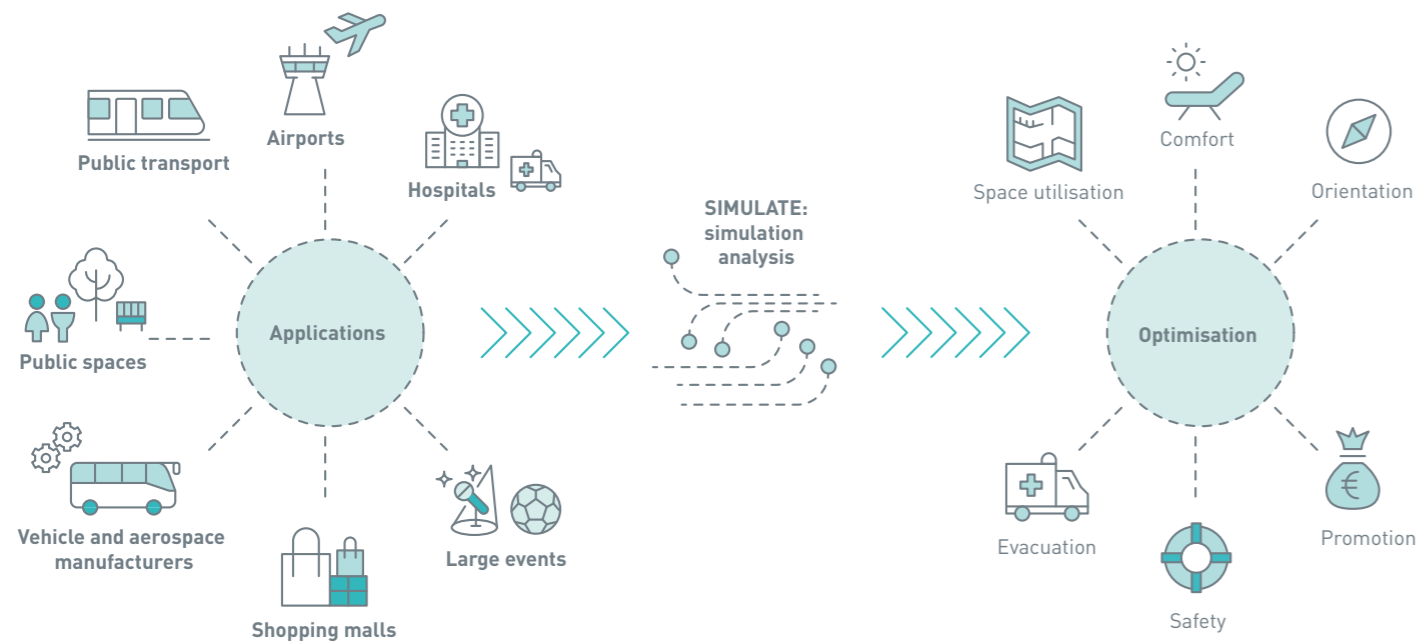 Airports
Public transport
Hospitals
Public spaces
Applications
Vehicle and aerospace
manufacturers
Large events
Shopping malls
SIMULATE:
simulation
analysis
Comfort
Space utilisation
Orientation
Optimisation
Evacuation
€
Promotion
Safety